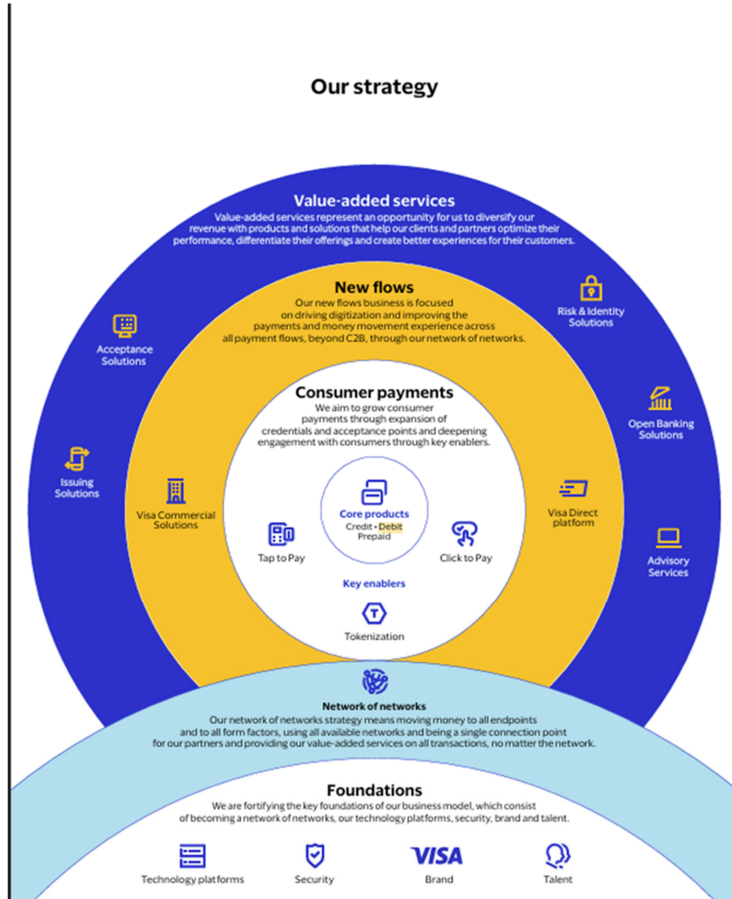 Our strategy
Value-added services
Value-added services represent an opportunity for us to diversify our
revenue with products and solutions that help our clients and partners optimize their
performance, differentiate their offerings and create better experiences for their customers.
New flows
Our new flows business is focused
on driving digitization and improving the
payments and money movement experience across
all payment flows, beyond C2B, through our network of networks.
Risk & Identity
Solutions
Acceptance
Solutions
Consumer payments
We aim to grow consumer
payments through expansion of
credentials and acceptance points and deepening
engagement with consumers through key enablers.
Open Banking
Solutions
Issuing
Solutions
Visa Commercial
Solutions
Core products
Credit • Debit
Prepaid
Visa Direct
platform
Tap to Pay
Click to Pay
Advisory
Services
Key enablers
T
Tokenization
Network of networks
Our network of networks strategy means moving money to all endpoints
and to all form factors, using all available networks and being a single connection point
for our partners and providing our value-added services on all transactions, no matter the network.
Foundations
We are fortifying the key foundations of our business model, which consist
of becoming a network of networks, our technology platforms, security, brand and talent.
VISA
Technology platforms
Security
Brand
Talent